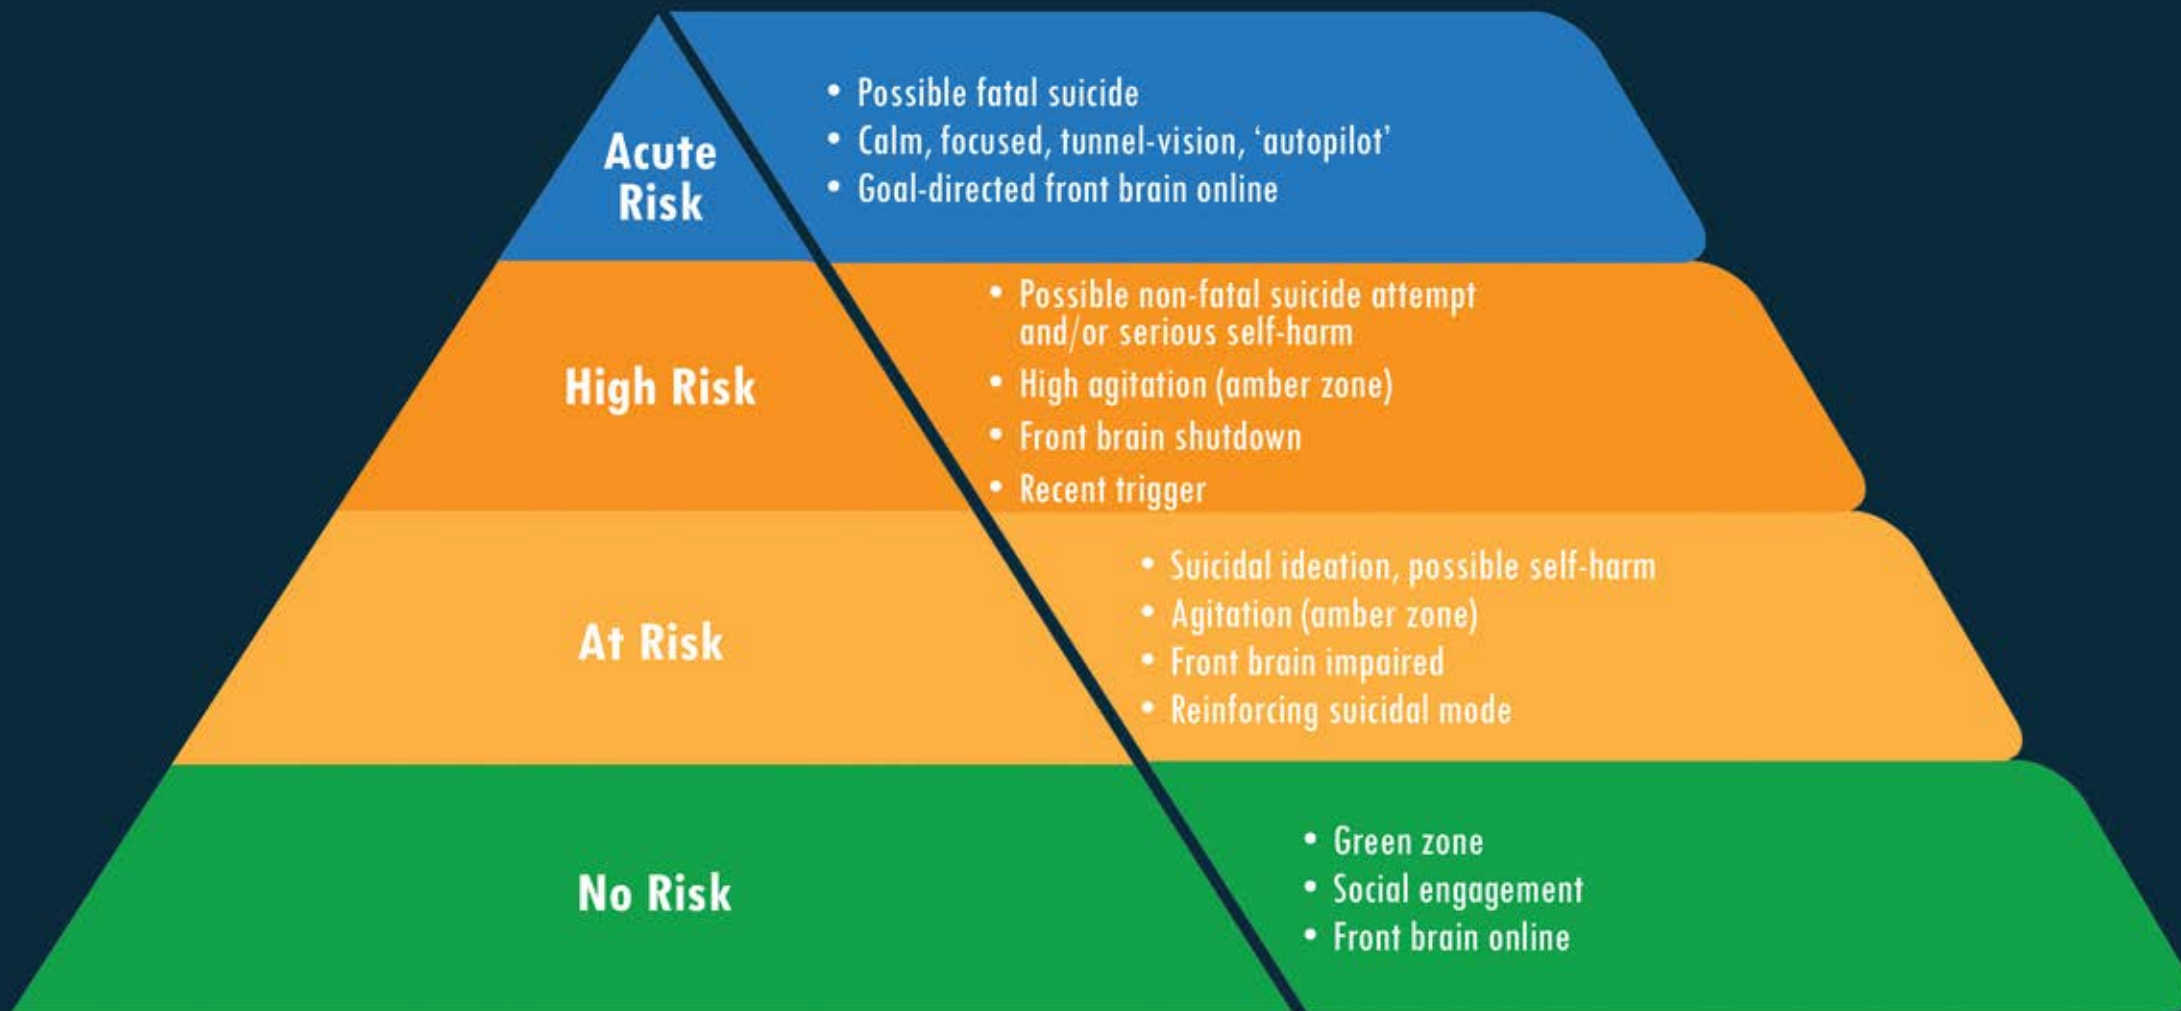 Acute
Risk
• Possible fatal suicide
• Calm, focused, tunnel-vision, ‘autopilot’
• Goal-directed front brain online
High Risk
• Possible non-fatal suicide attempt
and/or serious self-harm
• High agitation (amber zone)
• Front brain shutdown
• Recent trigger
At Risk
• Suicidal ideation, possible self-harm
• Agitation (amber zone)
• Front brain impaired
• Reinforcing suicidal mode
No Risk
• Green zone
• Social engagement
• Front brain online